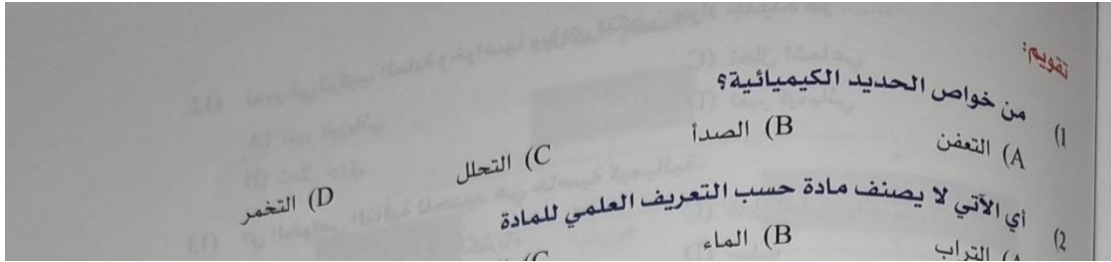 تقويم:
1) من خواص الحديد الكيميائية؟
A) التعفن B) الصدأ C) التحلل D) التخمر
2) أي الآتي لا يصنف مادة حسب التعريف العلمي للمادة
A) التراب B) الماء C)